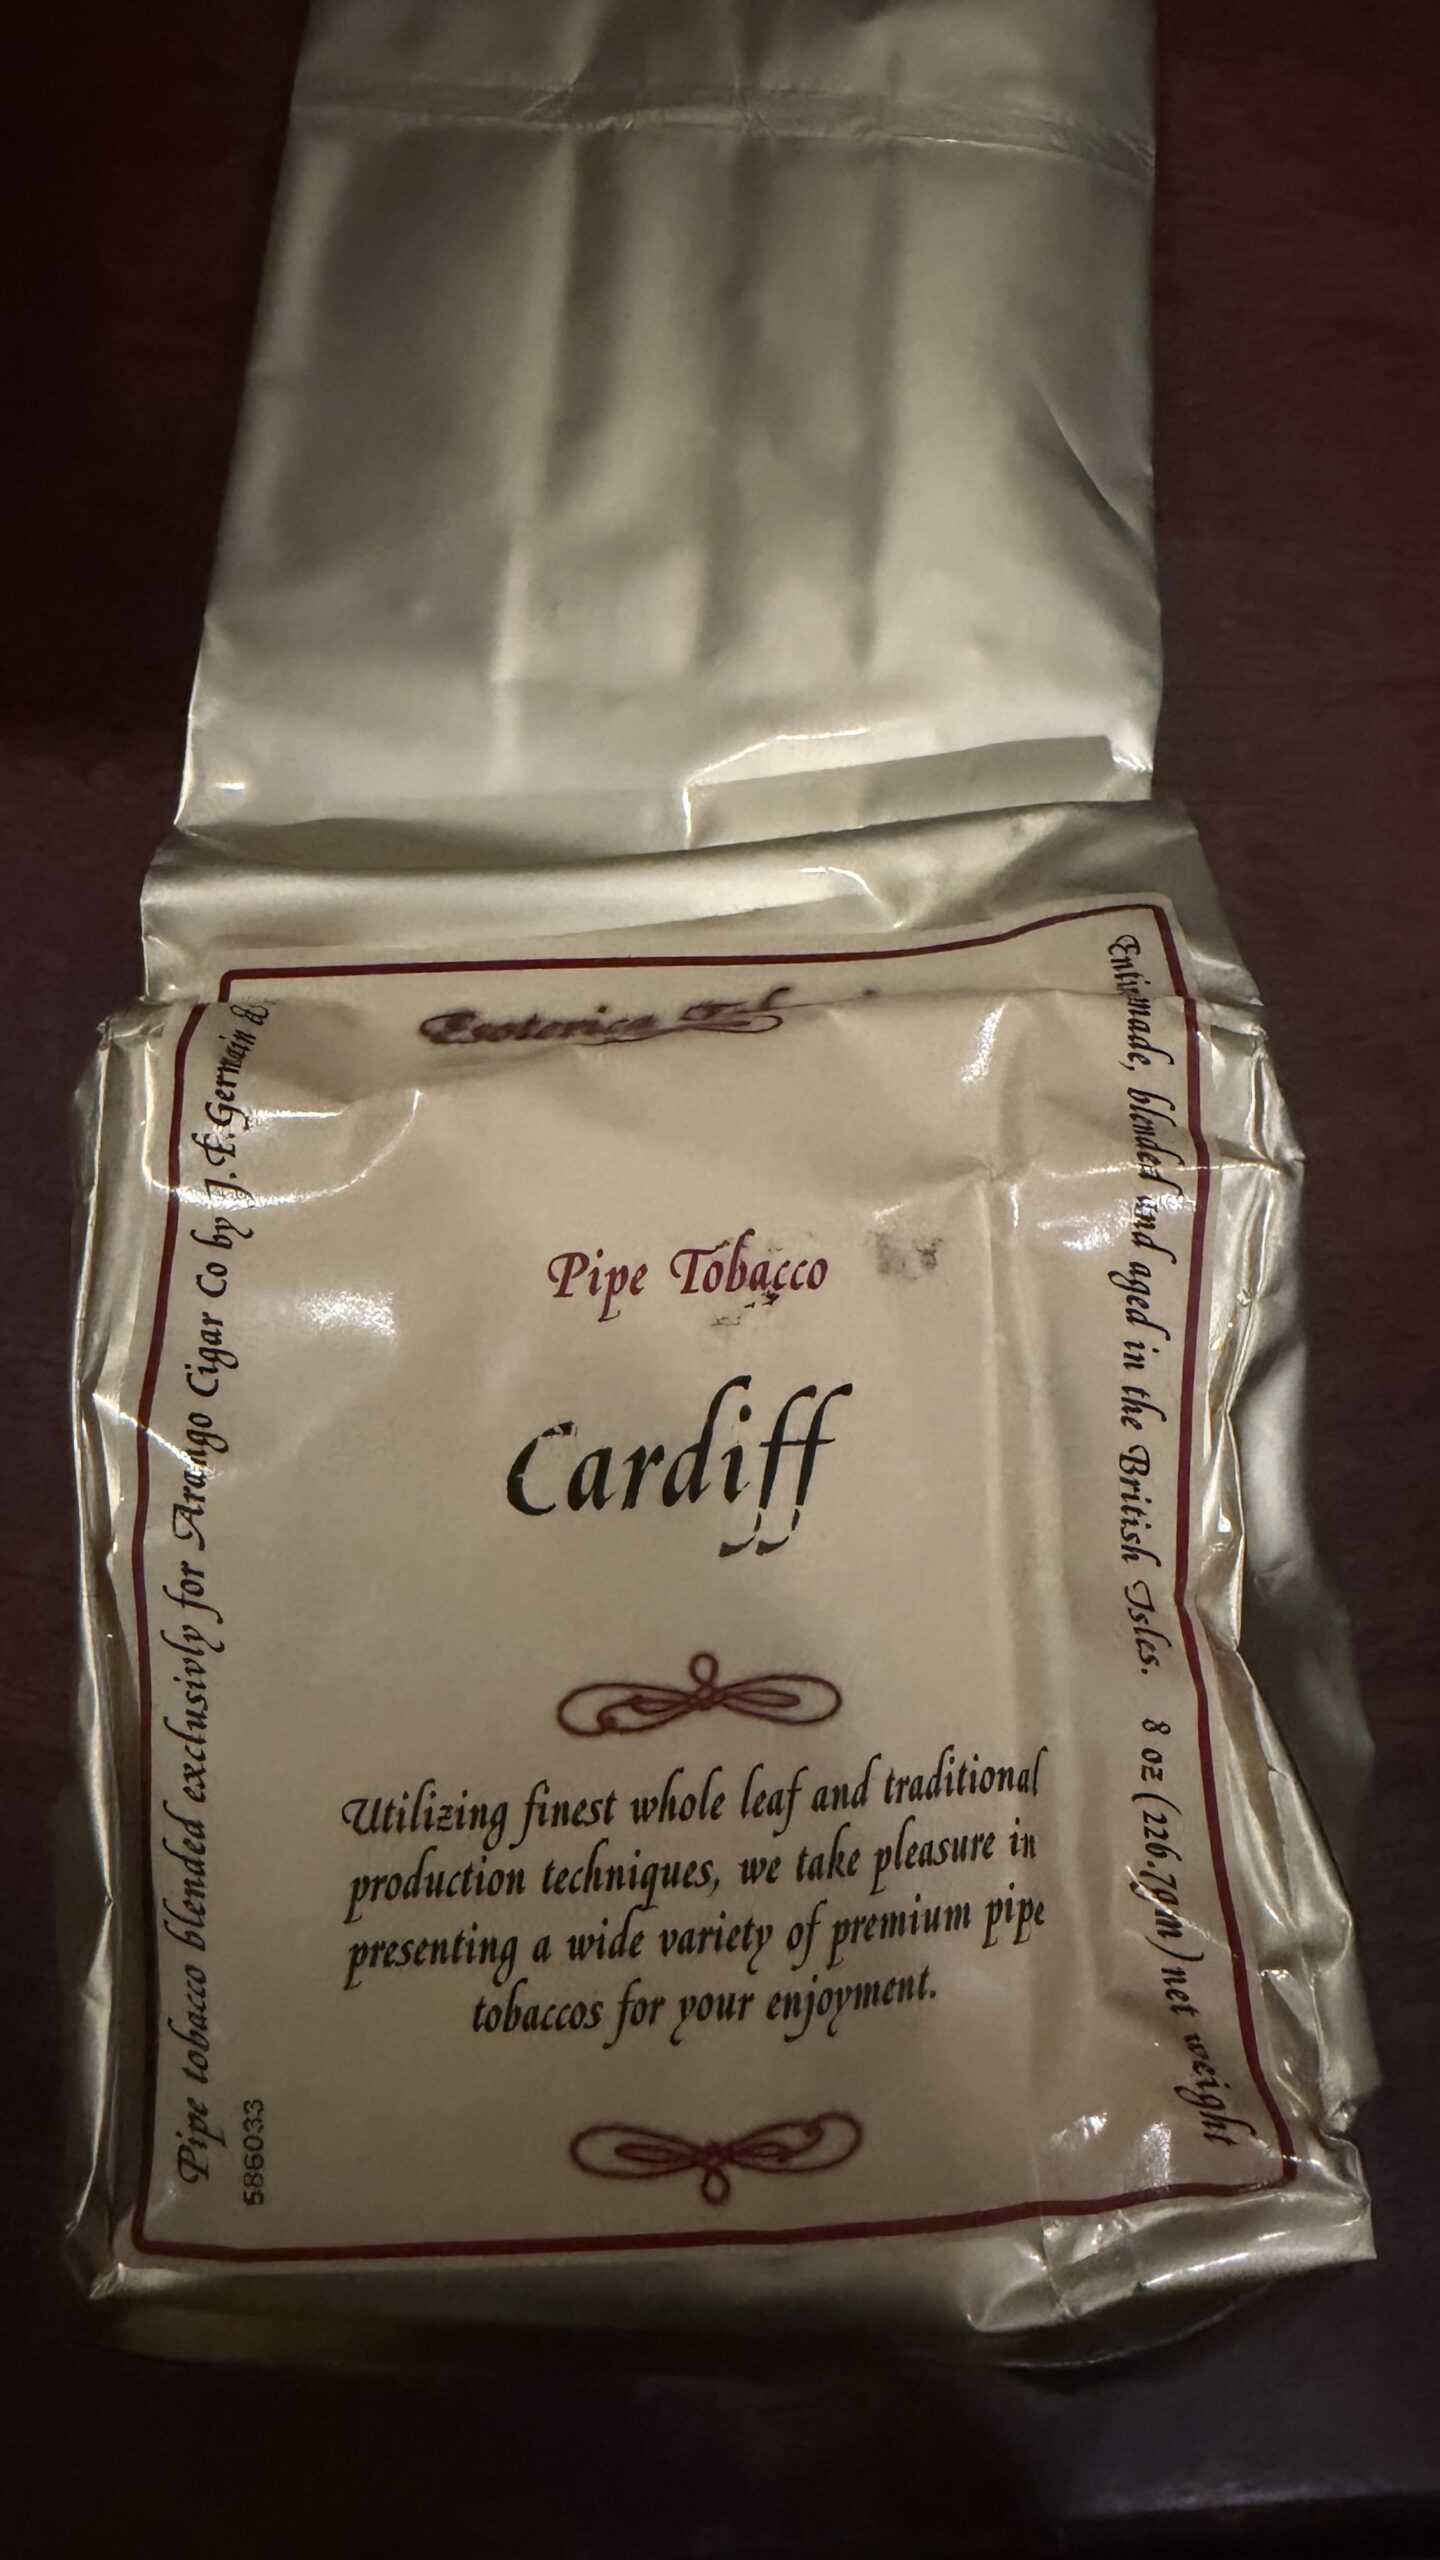 Esoterica
Pipe Tobacco
Cardiff
Utilizing finest whole leaf and traditional
production techniques, we take pleasure in
presenting a wide variety of premium pipe
tobaccos for your enjoyment.
Pipe tobacco blended exclusivly for Arango Cigar Co by J.F.Germain &
586033
made, blended and aged in the British Isles. 8 oz (226.79m) net weight